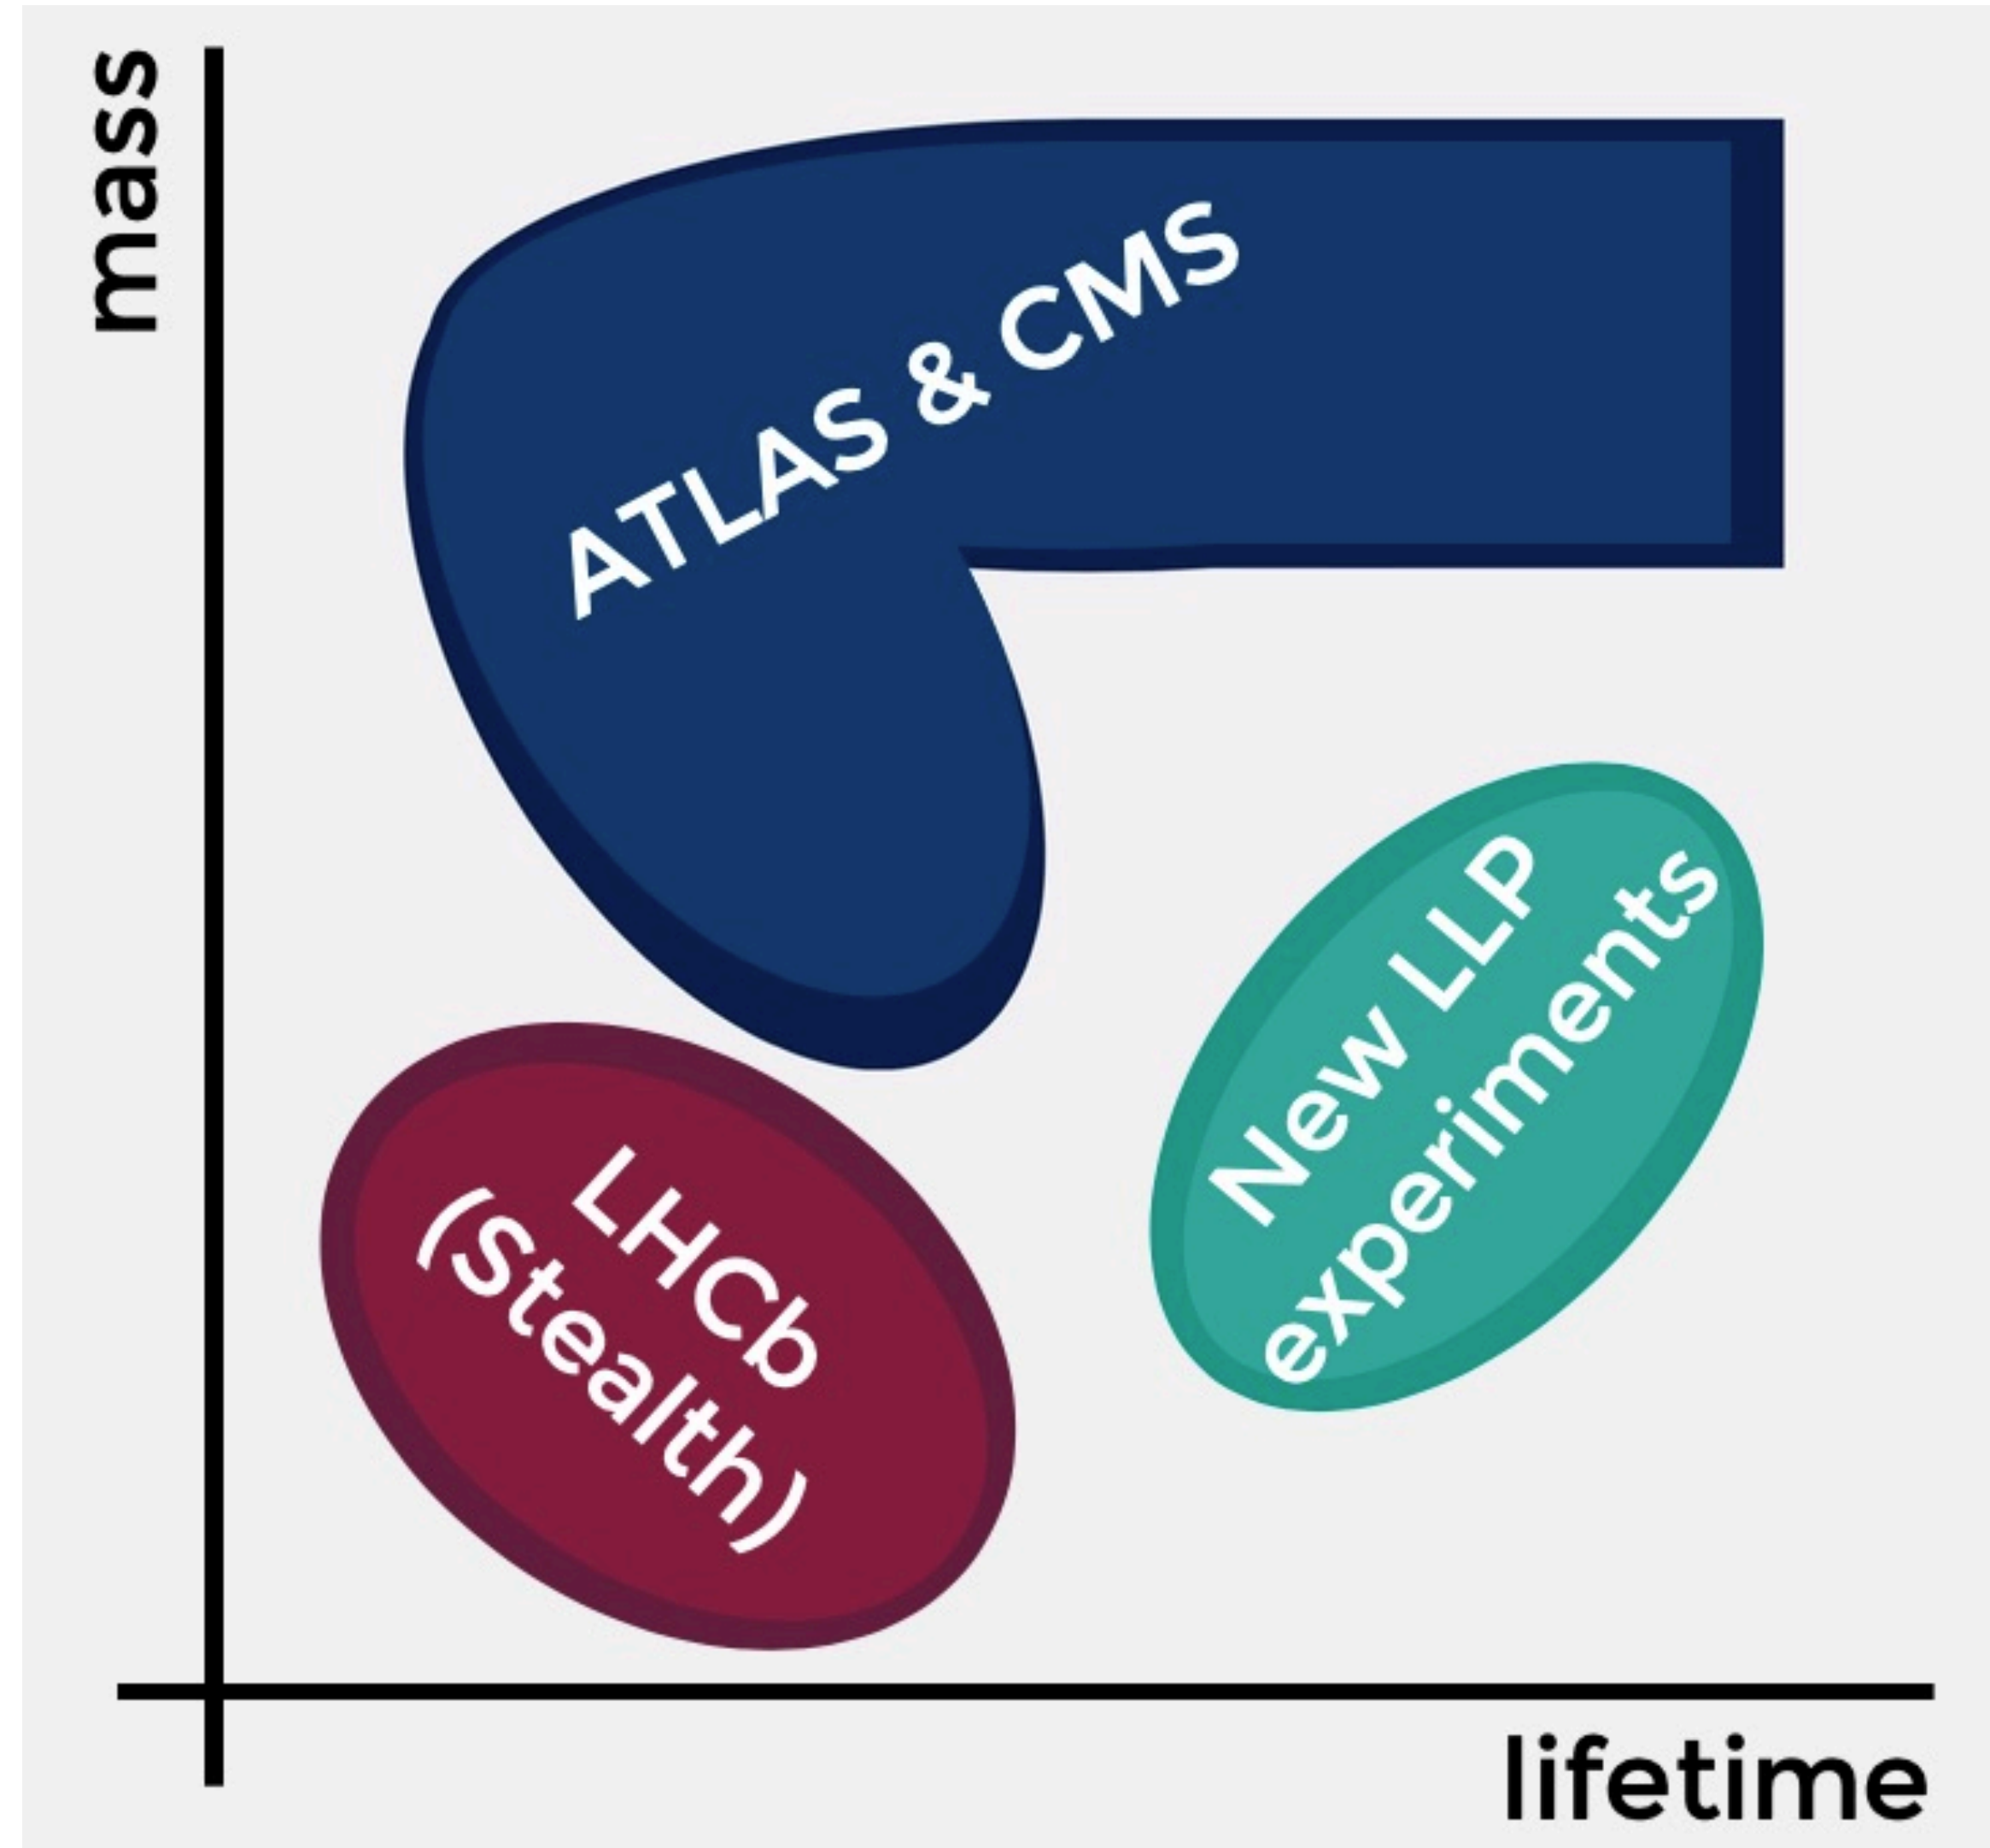 mass
ATLAS & CMS
New LLP
experiments
LHCb
(Stealth)
lifetime